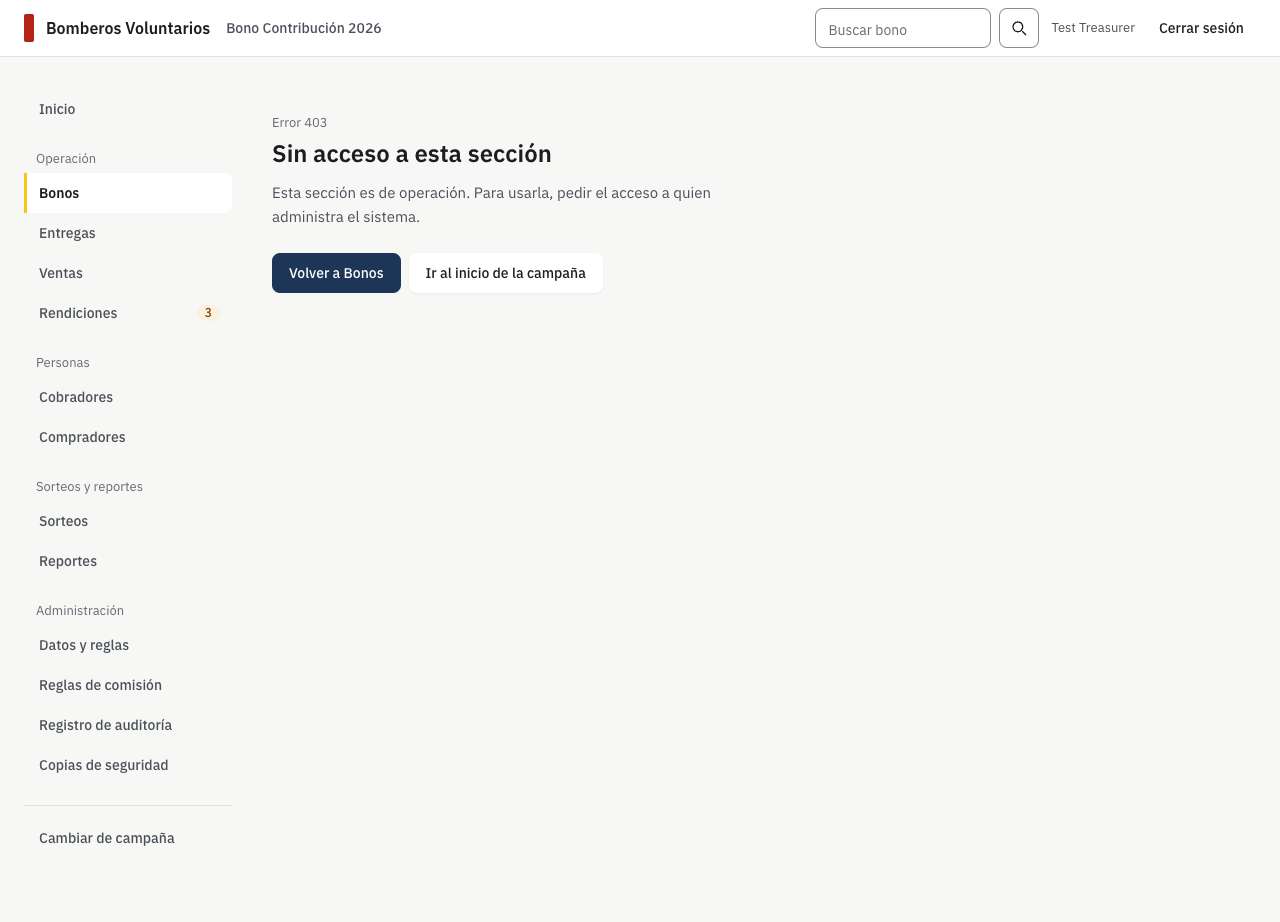 Bomberos Voluntarios
Bono Contribución 2026
Buscar bono
Test Treasurer
Cerrar sesión
Inicio
Operación
Bonos
Entregas
Ventas
Rendiciones
3
Personas
Cobradores
Compradores
Sorteos y reportes
Sorteos
Reportes
Administración
Datos y reglas
Reglas de comisión
Registro de auditoría
Copias de seguridad
Cambiar de campaña
Error 403
Sin acceso a esta sección
Esta sección es de operación. Para usarla, pedir el acceso a quien
administra el sistema.
Volver a Bonos
Ir al inicio de la campaña